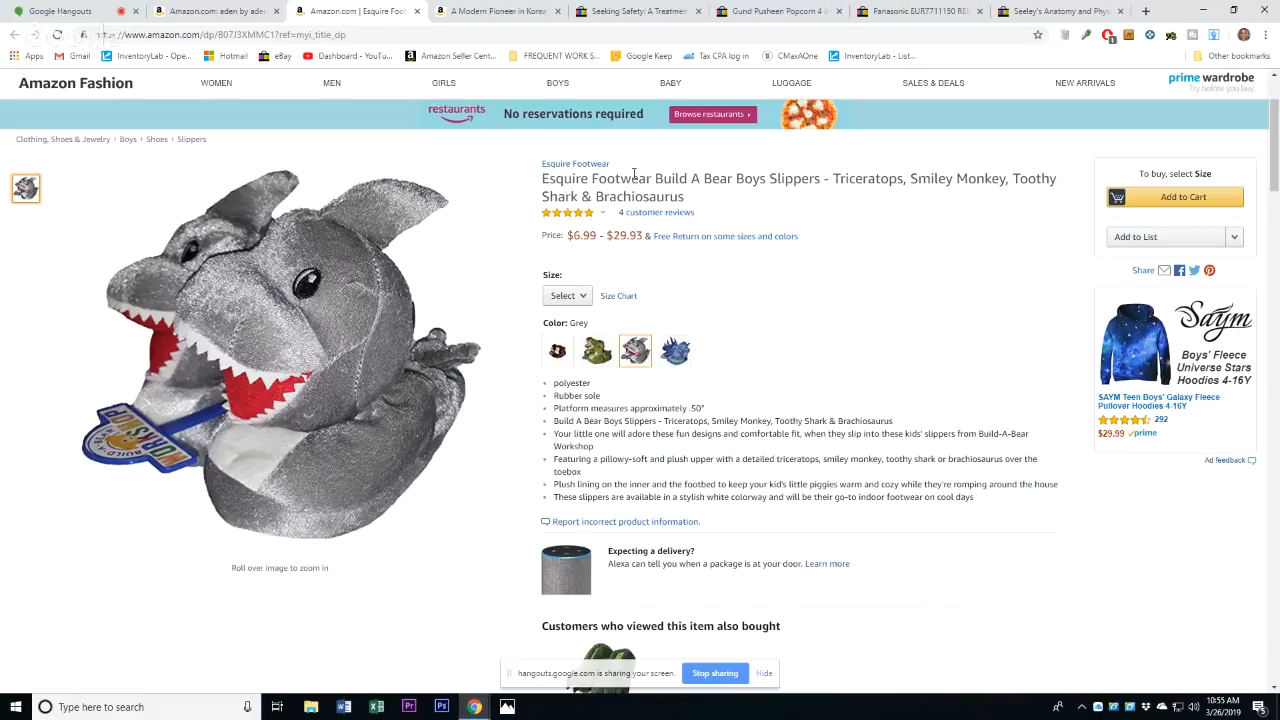 Google Hangouts
Amazon zoom in
Amazon.com: Esquire Foo
A Modern Pioneer in Korea
Amazon.com: Guide Gund
Suncast Outdoor Pumpcon 4 in
Panasonic EUR7711150 REM
Seeley's Anatomy and Phys
https://www.amazon.com/dp/B07J3XMMC1?ref=myi_title_dp
Apps
M InventoryLab - Ope...
Hotmail
eBay
Dashboard - YouTu...
Amazon Seller Cent...
FREQUENT WORK S...
Google Keep
Tax CPA log in
CMaxAOne
InventoryLab - List...
Other bookmarks
Amazon Fashion
WOMEN
MEN
GIRLS
BOYS
BABY
LUGGAGE
SALES & DEALS
NEW ARRIVALS
prime wardrobe
Try before you buy
restaurants
No reservations required
Browse restaurants ▸
Clothing, Shoes & Jewelry › Boys › Shoes › Slippers
Esquire Footwear
Esquire Footwear Build A Bear Boys Slippers - Triceratops, Smiley Monkey, Toothy
Shark & Brachiosaurus
4 customer reviews
Price: $6.99 - $29.93 & Free Return on some sizes and colors
Size:
Select
Size Chart
Color: Grey
polyester
Rubber sole
Platform measures approximately .50"
Build A Bear Boys Slippers - Triceratops, Smiley Monkey, Toothy Shark & Brachiosaurus
Your little one will adore these fun designs and comfortable fit, when they slip into these kids' slippers from Build-A-Bear
Workshop
Featuring a pillowy-soft and plush upper with a detailed triceratops, smiley monkey, toothy shark or brachiosaurus over the
toebox
Plush lining on the inner and the footbed to keep your kid's little piggies warm and cozy while they're romping around the house
These slippers are available in a stylish white colorway and will be their go-to indoor footwear on cool days
Report incorrect product information.
Expecting a delivery?
Alexa can tell you when a package is at your door. Learn more
Customers who viewed this item also bought
Roll over image to zoom in
To buy, select Size
Add to Cart
Add to List
Share
Saym
Boys' Fleece
Universe Stars
Hoodies 4-16Y
SAYM Teen Boys' Galaxy Fleece
Pullover Hoodies 4-16Y
292
$29.99 prime
Ad feedback
hangouts.google.com is sharing your screen.
Stop sharing
Hide
Type here to search
10:55 AM
3/26/2019